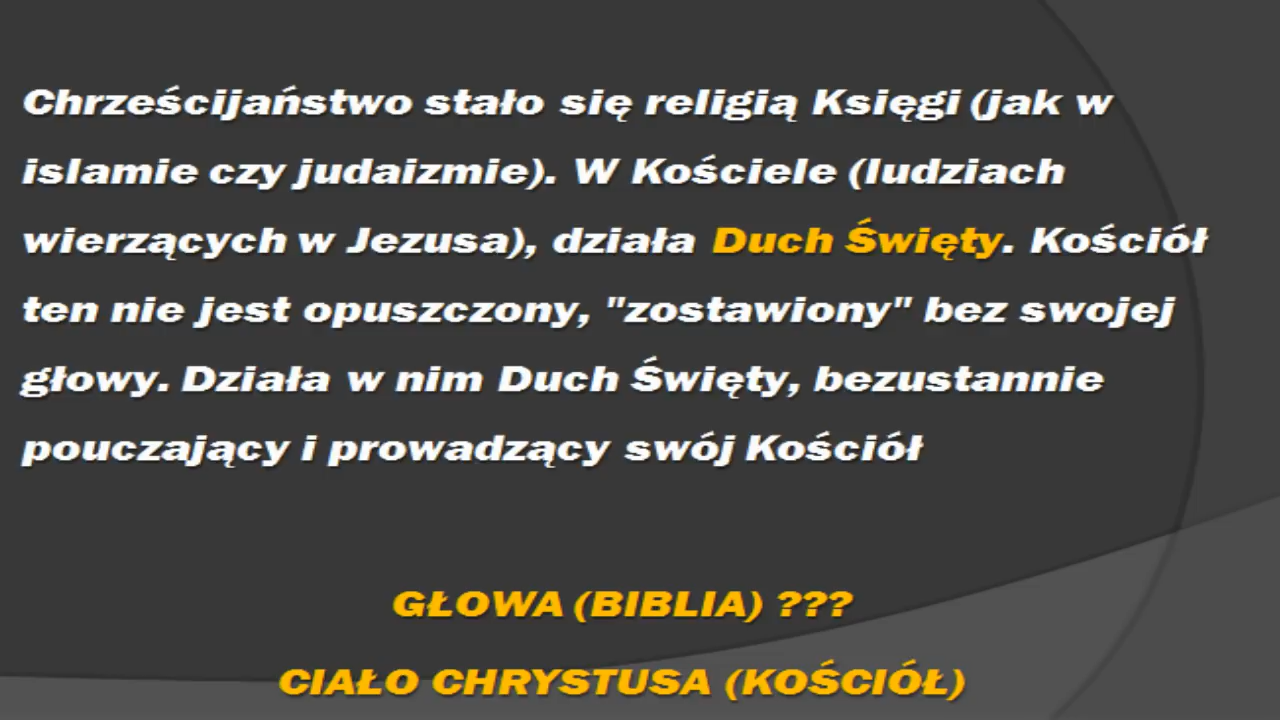 Chrześcijaństwo stało się religią Księgi (jak w
islamie czy judaizmie). W Kościele (ludziach
wierzących w Jezusa), działa Duch Święty. Kościół
ten nie jest opuszczony, "zostawiony" bez swojej
głowy. Działa w nim Duch Święty, bezustannie
pouczający i prowadzący swój Kościół
GŁOWA (BIBLIA) ???
CIAŁO CHRYSTUSA (KOŚCIÓŁ)